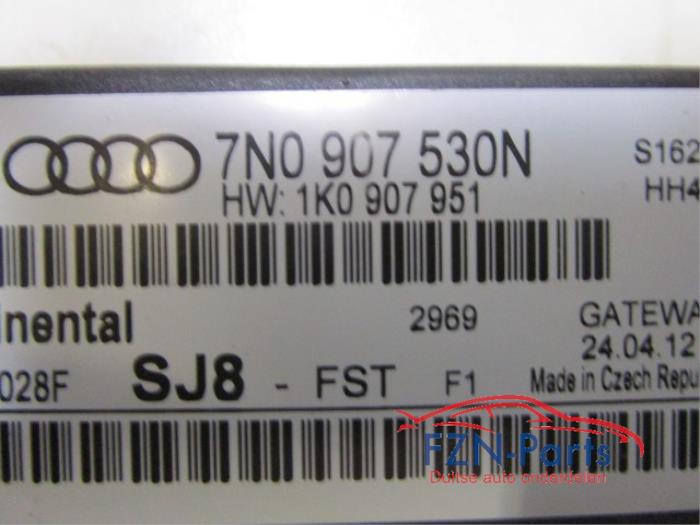 7N0 907 530N
S162
HW: 1K0 907 951
HH4
inental
2969
GATEWA
24.04.12
028F
SJ8 - FST F1
Made in Czech Repu
FZN-Parts
Duitse auto onderdelen